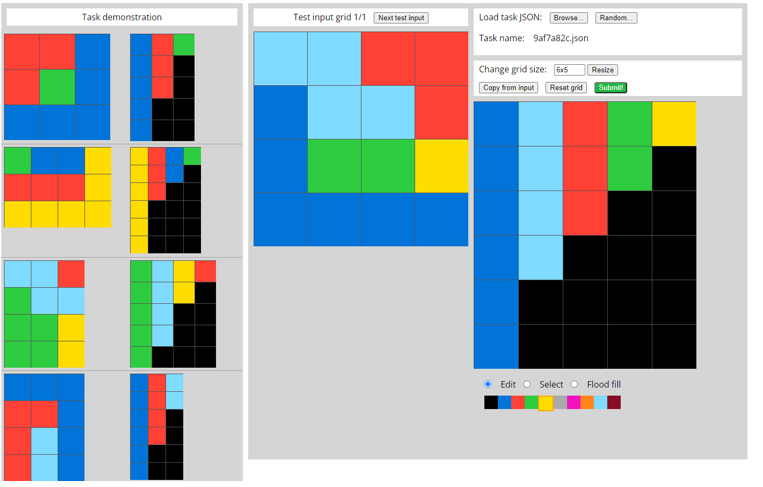 Task demonstration
Test input grid 1/1 Next test input
Load task JSON: Browse... Random...
Task name: 9af7a82c.json
Change grid size: 6x5 Resize
Copy from input Reset grid Submit!
Edit Select Flood fill